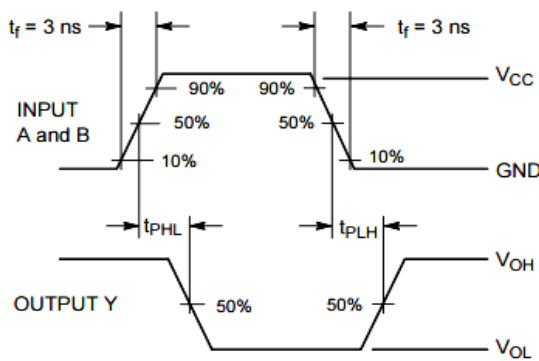 tf = 3 ns
tf = 3 ns
VCC
90%
90%
INPUT
A and B
50%
50%
10%
10%
GND
tPHL
tPLH
VOH
OUTPUT Y
50%
50%
VOL